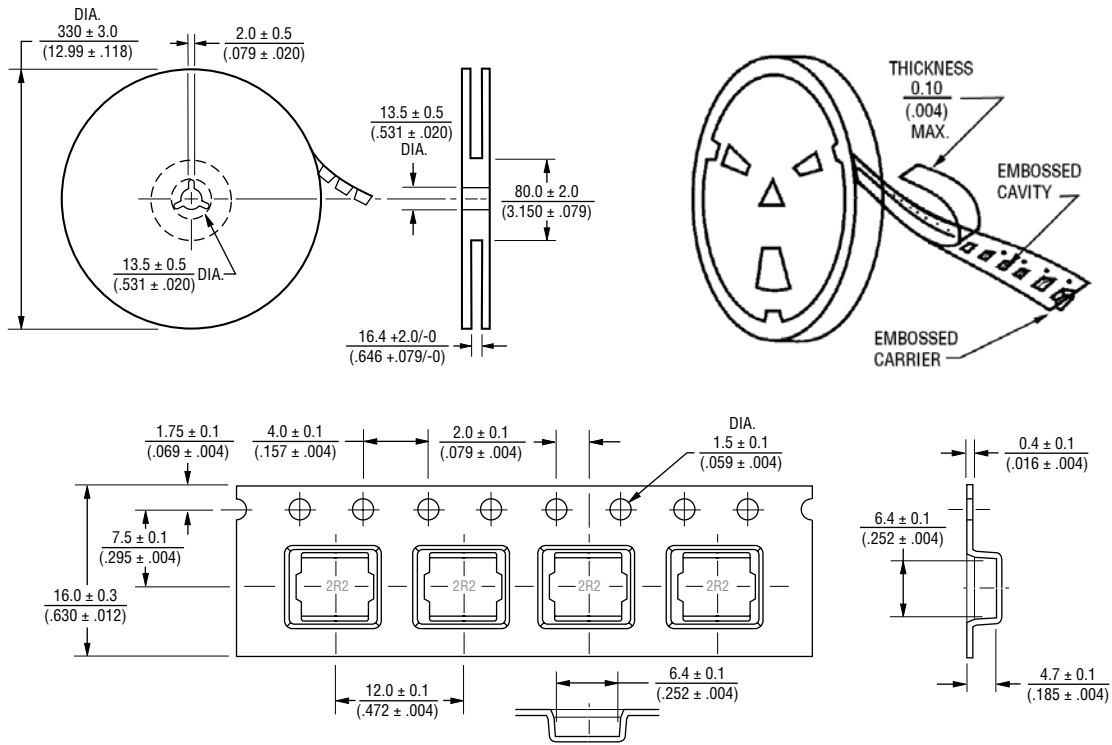 DIA.
330 ± 3.0
(12.99 ± .118)
2.0 ± 0.5
(.079 ± .020)
13.5 ± 0.5
(.531 ± .020)
DIA.
80.0 ± 2.0
(3.150 ± .079)
13.5 ± 0.5
(.531 ± .020)
DIA.
16.4 +2.0/-0
(.646 +.079/-0)
THICKNESS
0.10
(.004)
MAX.
EMBOSSED
CAVITY
EMBOSSED
CARRIER
1.75 ± 0.1
(.069 ± .004)
4.0 ± 0.1
(.157 ± .004)
2.0 ± 0.1
(.079 ± .004)
DIA.
1.5 ± 0.1
(.059 ± .004)
0.4 ± 0.1
(.016 ± .004)
7.5 ± 0.1
(.295 ± .004)
6.4 ± 0.1
(.252 ± .004)
16.0 ± 0.3
(.630 ± .012)
2R2
2R2
2R2
2R2
12.0 ± 0.1
(.472 ± .004)
6.4 ± 0.1
(.252 ± .004)
4.7 ± 0.1
(.185 ± .004)